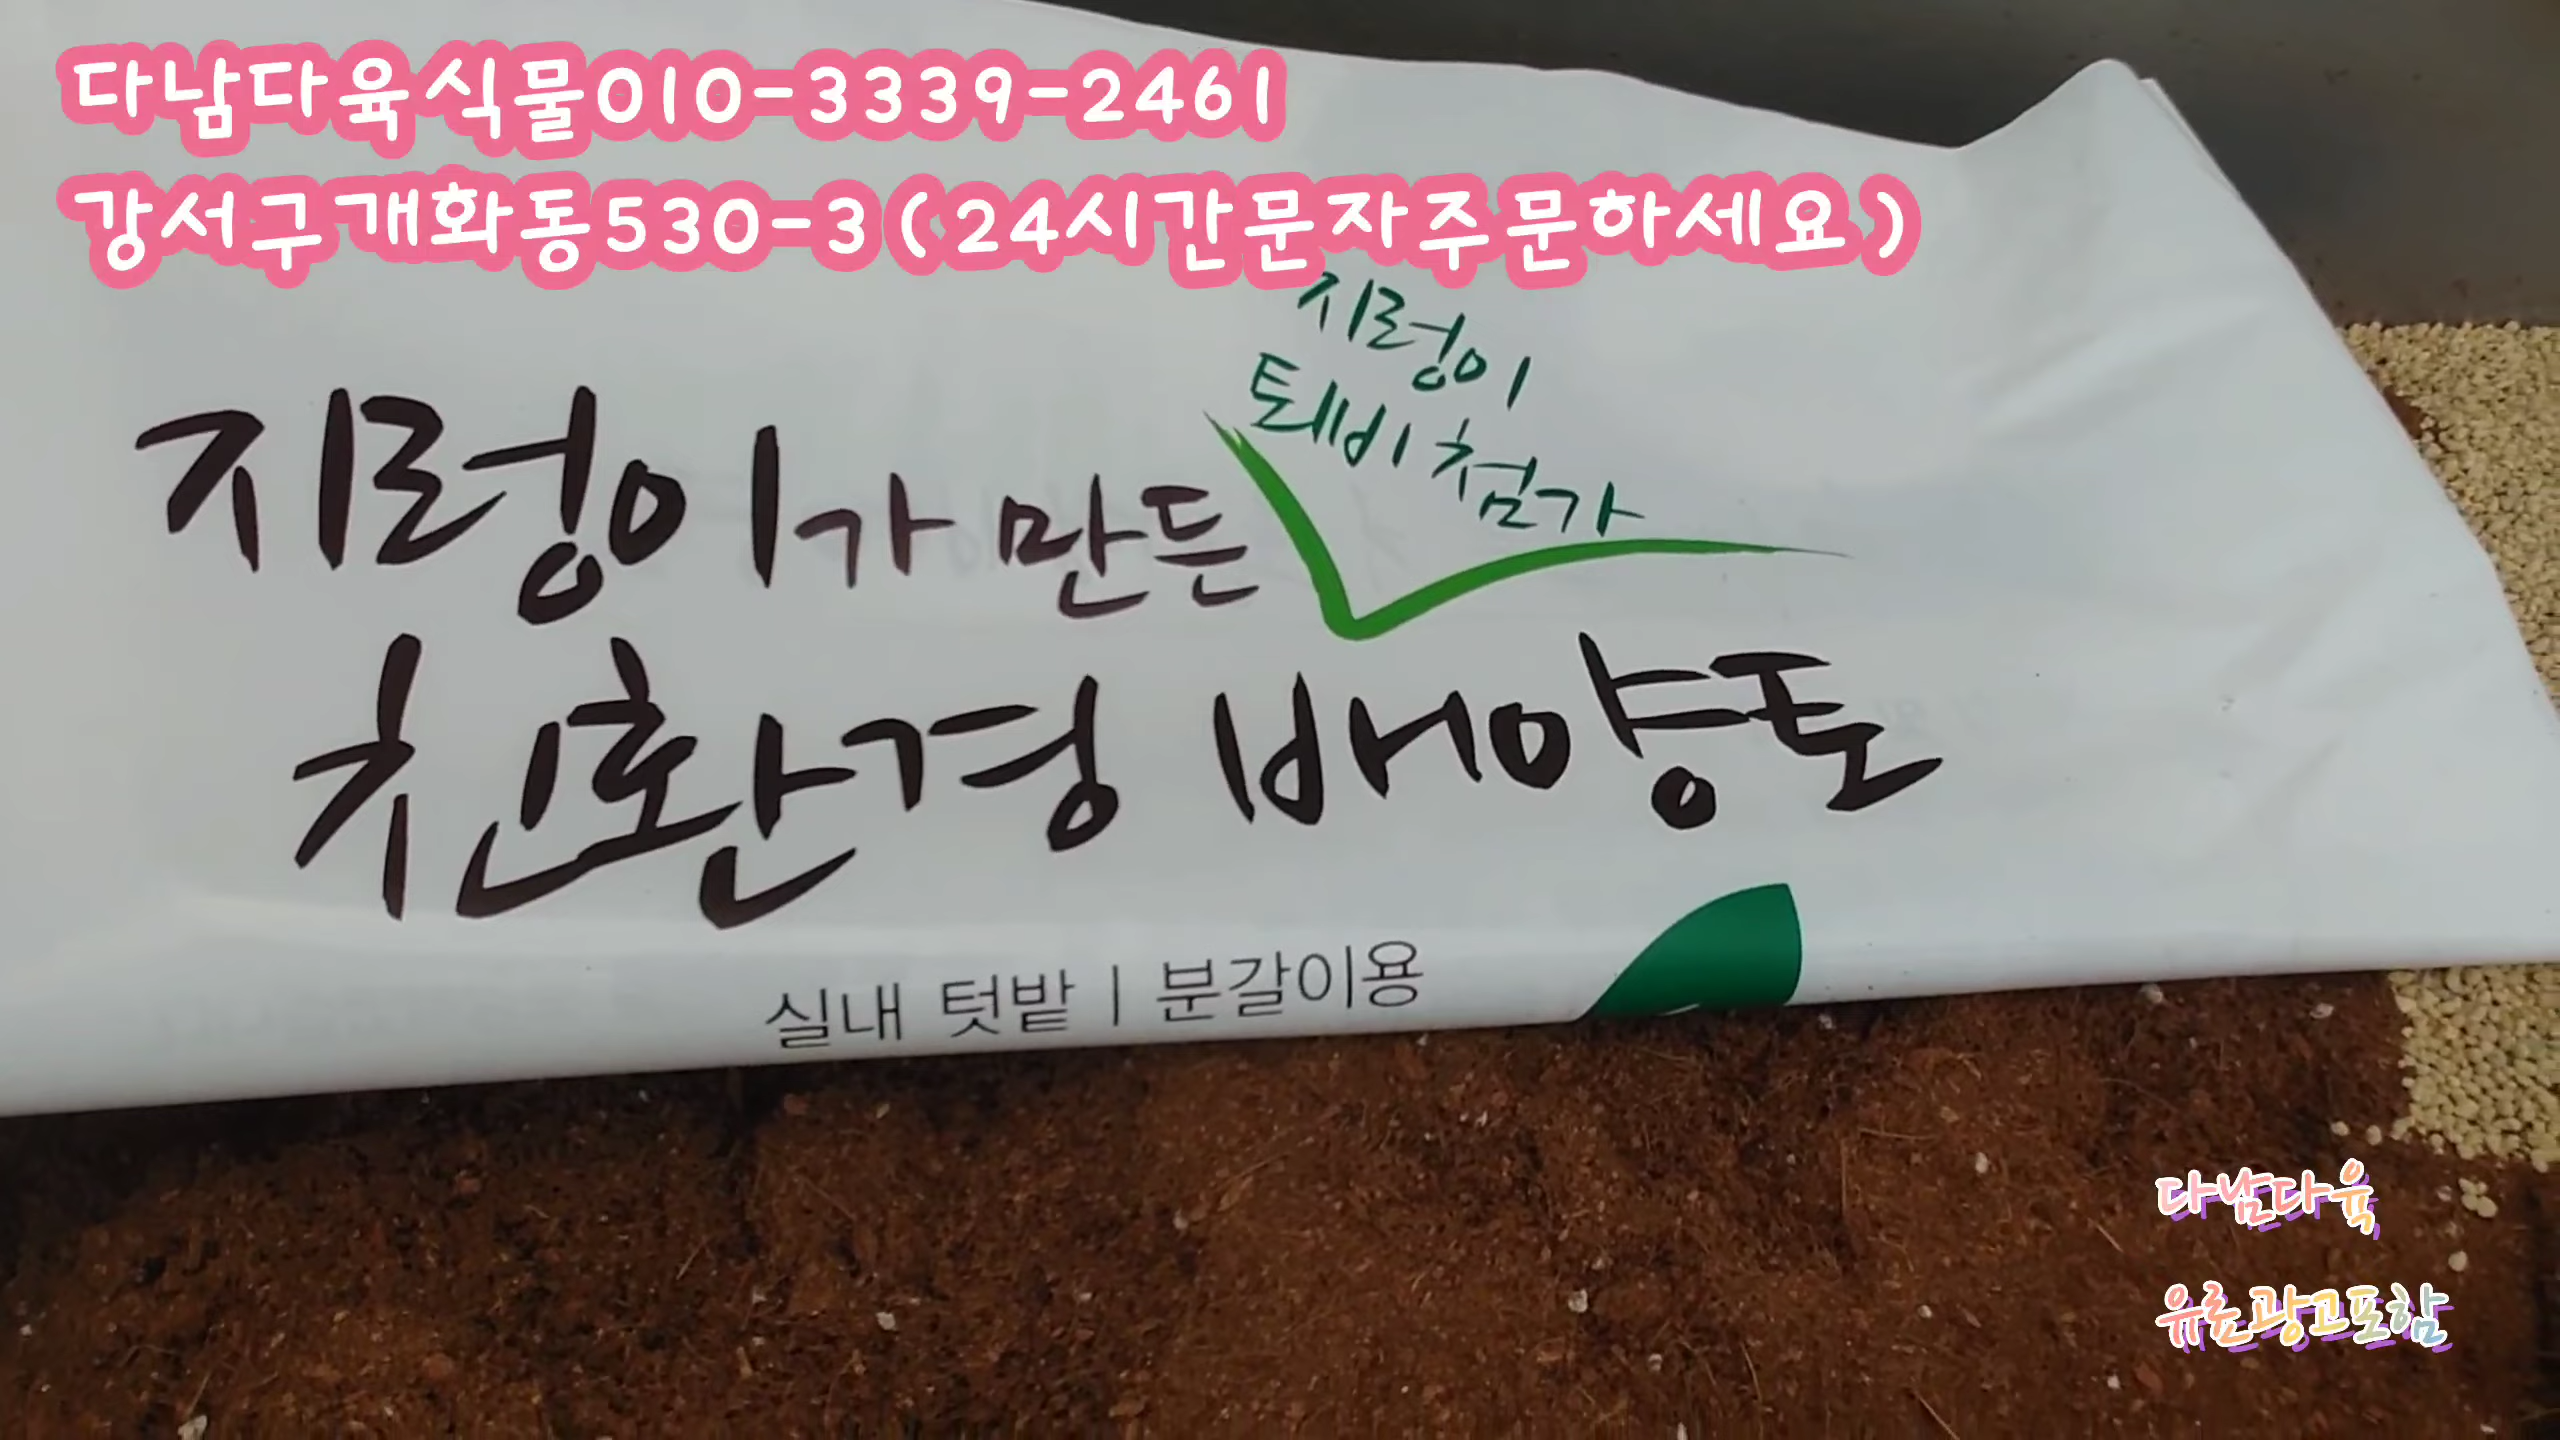 다남다육식물010-3339-2461
강서구개화동530-3(24시간문자주문하세요)
지렁이
퇴비 첨가
지렁이가 만든
친환경 배양토
실내 텃밭 | 분갈이용
다남다육
유료광고포함